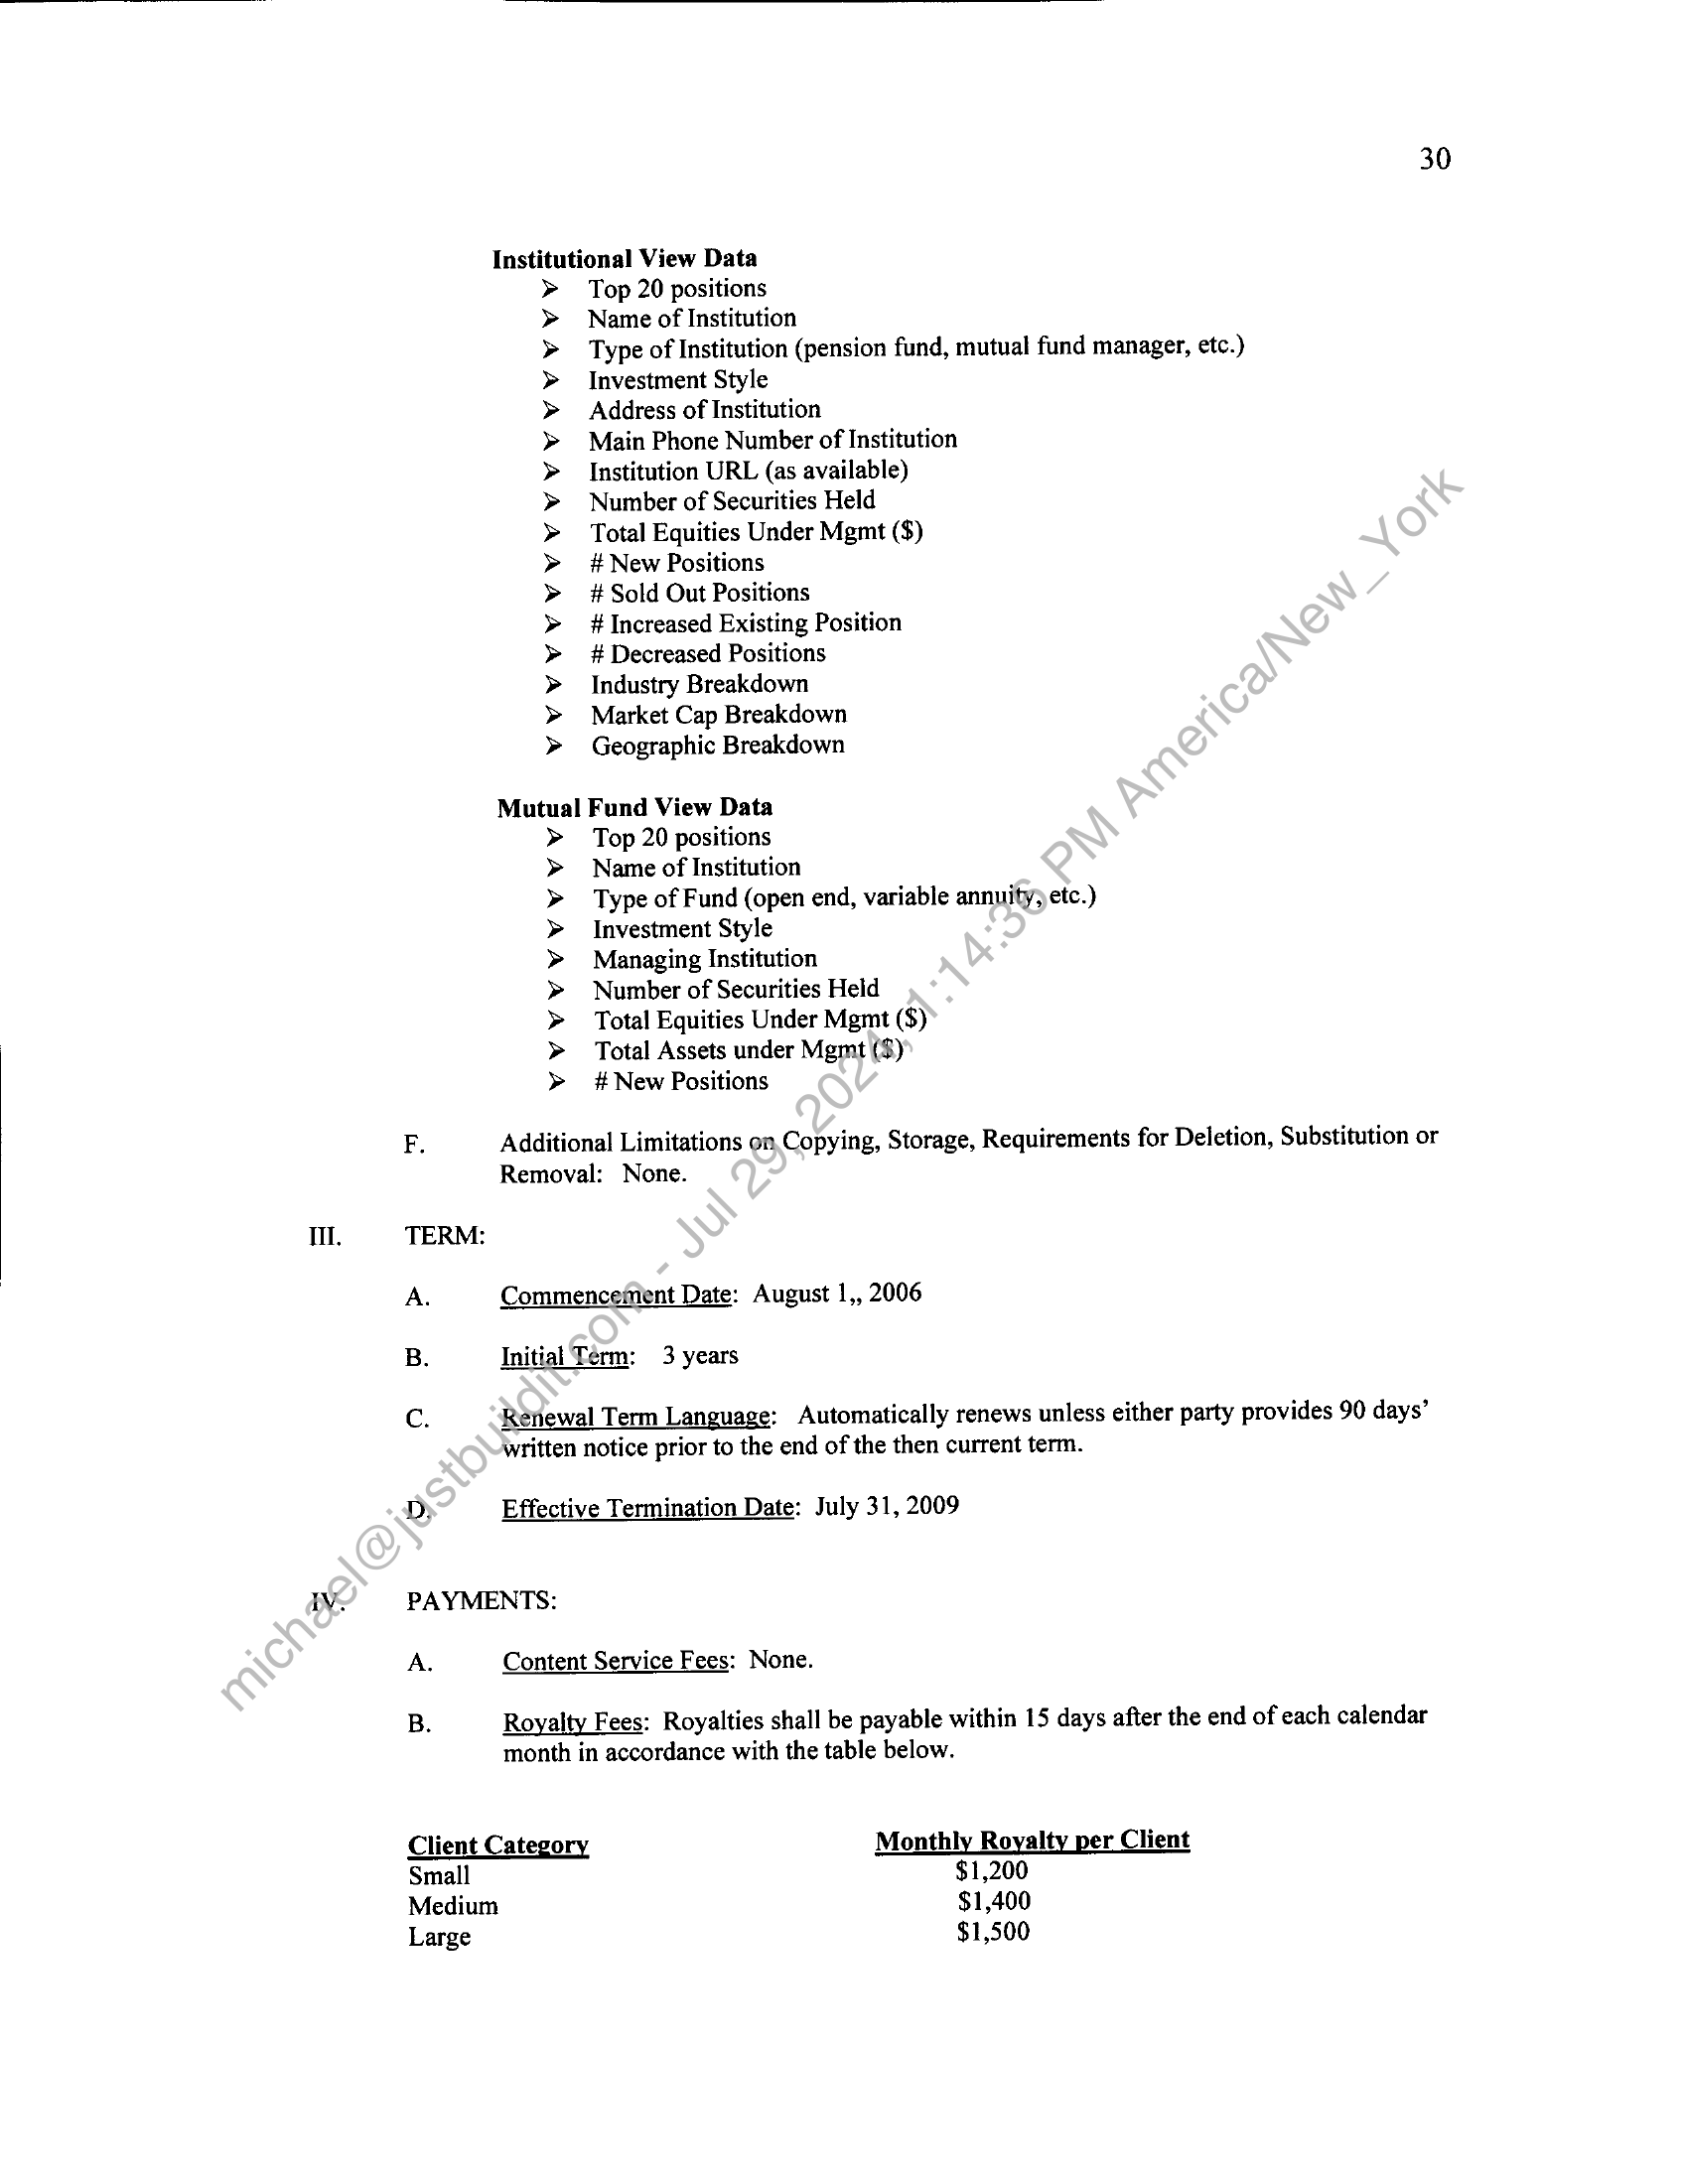 30
Institutional View Data
➢ Top 20 positions
➢ Name of Institution
➢ Type of Institution (pension fund, mutual fund manager, etc.)
➢ Investment Style
➢ Address of Institution
➢ Main Phone Number of Institution
➢ Institution URL (as available)
➢ Number of Securities Held
➢ Total Equities Under Mgmt ($)
➢ # New Positions
➢ # Sold Out Positions
➢ # Increased Existing Position
➢ # Decreased Positions
➢ Industry Breakdown
➢ Market Cap Breakdown
➢ Geographic Breakdown
Mutual Fund View Data
➢ Top 20 positions
➢ Name of Institution
➢ Type of Fund (open end, variable annuity, etc.)
➢ Investment Style
➢ Managing Institution
➢ Number of Securities Held
➢ Total Equities Under Mgmt ($)
➢ Total Assets under Mgmt ($)
➢ # New Positions
F. Additional Limitations on Copying, Storage, Requirements for Deletion, Substitution or
Removal: None.
III. TERM:
A. Commencement Date: August 1,, 2006
B. Initial Term: 3 years
C. Renewal Term Language: Automatically renews unless either party provides 90 days’
written notice prior to the end of the then current term.
D. Effective Termination Date: July 31, 2009
IV. PAYMENTS:
A. Content Service Fees: None.
B. Royalty Fees: Royalties shall be payable within 15 days after the end of each calendar
month in accordance with the table below.
Client Category Monthly Royalty per Client
Small $1,200
Medium $1,400
Large $1,500
michael@justbuildit.com - Jul 29, 2024, 1:14:36 PM America/New_York